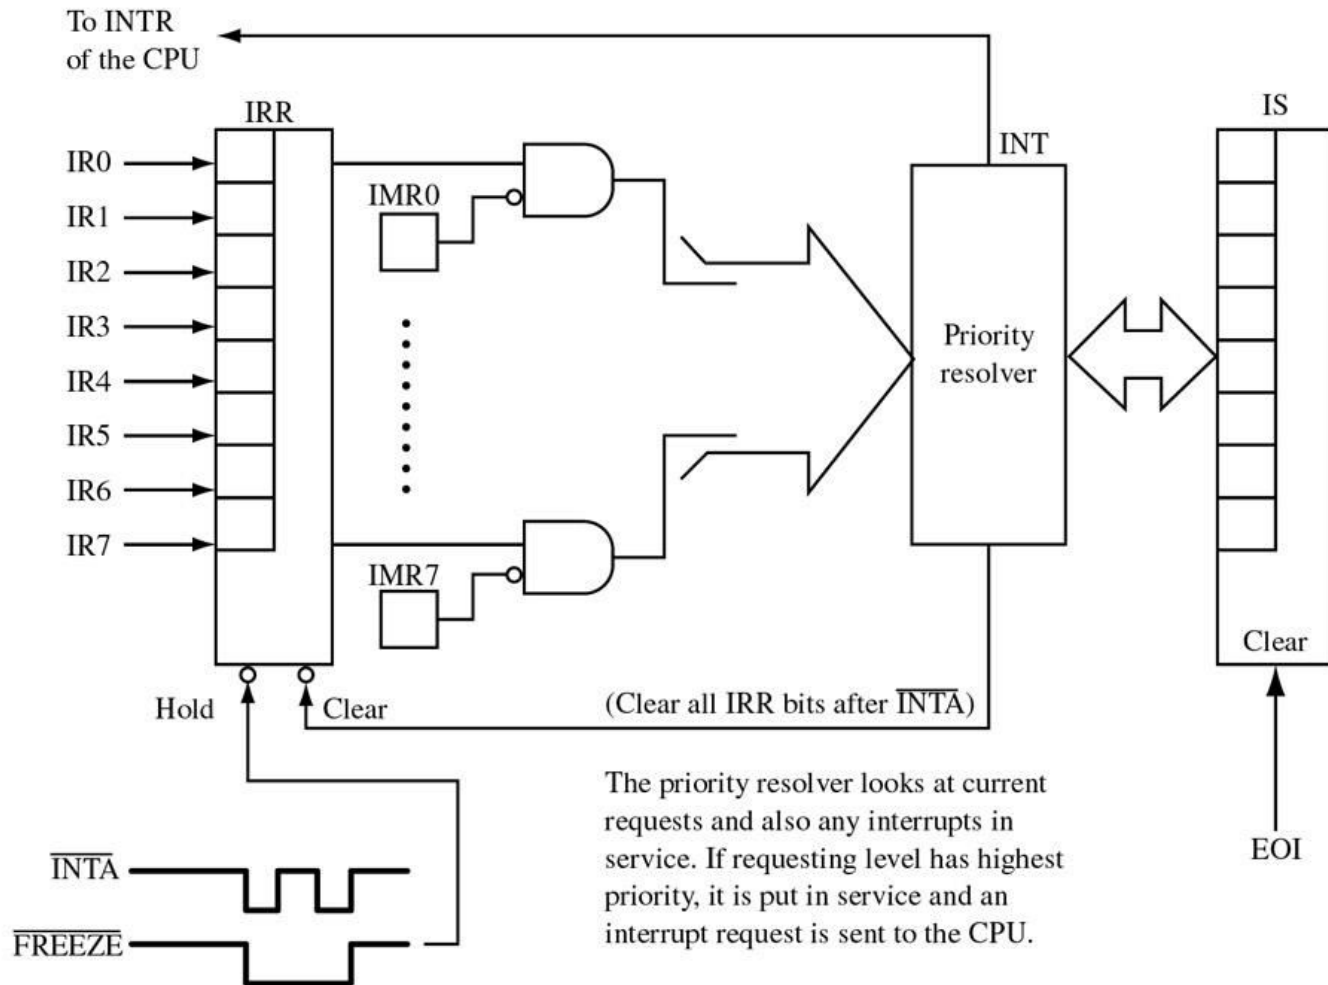 To INTR
of the CPU
IRR
IS
INT
IR0
IR1
IR2
IR3
IR4
IR5
IR6
IR7
IMR0
IMR7
Priority
resolver
Clear
Hold
Clear
(Clear all IRR bits after I̅N̅T̅A̅)
The priority resolver looks at current
requests and also any interrupts in
service. If requesting level has highest
priority, it is put in service and an
interrupt request is sent to the CPU.
EOI
I̅N̅T̅A̅
F̅R̅E̅E̅Z̅E̅